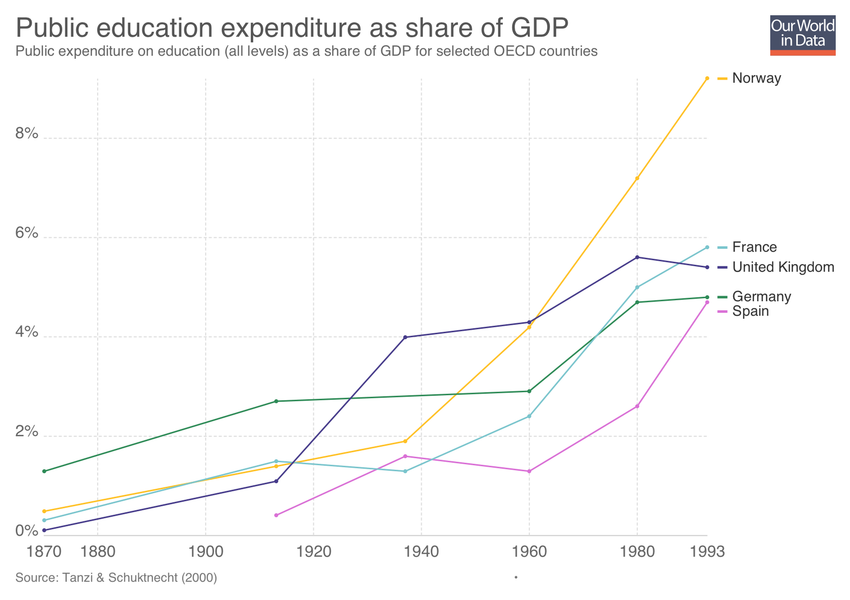 Public education expenditure as share of GDP
Public expenditure on education (all levels) as a share of GDP for selected OECD countries
Our World
in Data
Norway
8%
6%
France
United Kingdom
Germany
Spain
4%
2%
0%
1870 1880 1900 1920 1940 1960 1980 1993
Source: Tanzi & Schuktnecht (2000)